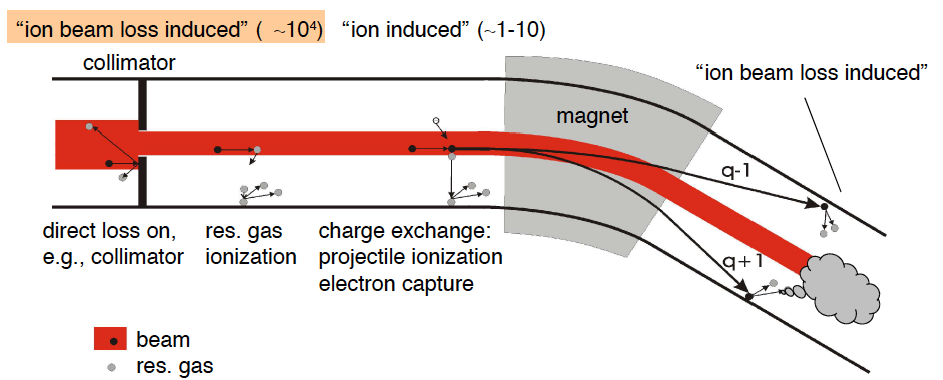 “ion beam loss induced” ( ~10⁴)
“ion induced” (~1-10)
collimator
“ion beam loss induced”
magnet
q-1
q+1
direct loss on,
e.g., collimator
res. gas
ionization
charge exchange:
projectile ionization
electron capture
beam
res. gas